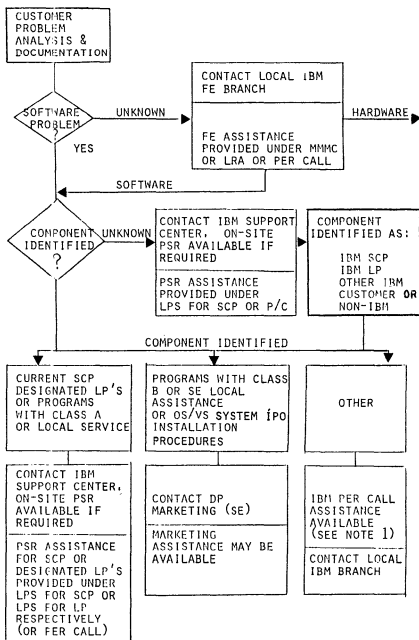 CUSTOMER
PROBLEM
ANALYSIS &
DOCUMENTATION
SOFTWARE
PROBLEM
?
UNKNOWN
YES
CONTACT LOCAL IBM
FE BRANCH
FE ASSISTANCE
PROVIDED UNDER MMMC
OR LRA OR PER CALL
HARDWARE
SOFTWARE
COMPONENT
IDENTIFIED
?
UNKNOWN
CONTACT IBM SUPPORT
CENTER, ON-SITE
PSR AVAILABLE IF
REQUIRED
PSR ASSISTANCE
PROVIDED UNDER
LPS FOR SCP OR P/C
COMPONENT
IDENTIFIED AS:
IBM SCP
IBM LP
OTHER IBM
CUSTOMER OR
NON-IBM
COMPONENT IDENTIFIED
CURRENT SCP
DESIGNATED LP'S
OR PROGRAMS
WITH CLASS A
OR LOCAL SERVICE
CONTACT IBM
SUPPORT CENTER.
ON-SITE PSR
AVAILABLE IF
REQUIRED
PSR ASSISTANCE
FOR SCP OR
DESIGNATED LP'S
PROVIDED UNDER
LPS FOR SCP OR
LPS FOR LP
RESPECTIVELY
(OR PER CALL)
PROGRAMS WITH CLASS
B OR SE LOCAL
ASSISTANCE
OR OS/VS SYSTEM IPO
INSTALLATION
PROCEDURES
CONTACT DP
MARKETING (SE)
MARKETING
ASSISTANCE MAY BE
AVAILABLE
OTHER
IBM PER CALL
ASSISTANCE
AVAILABLE
(SEE NOTE 1)
CONTACT LOCAL
IBM BRANCH